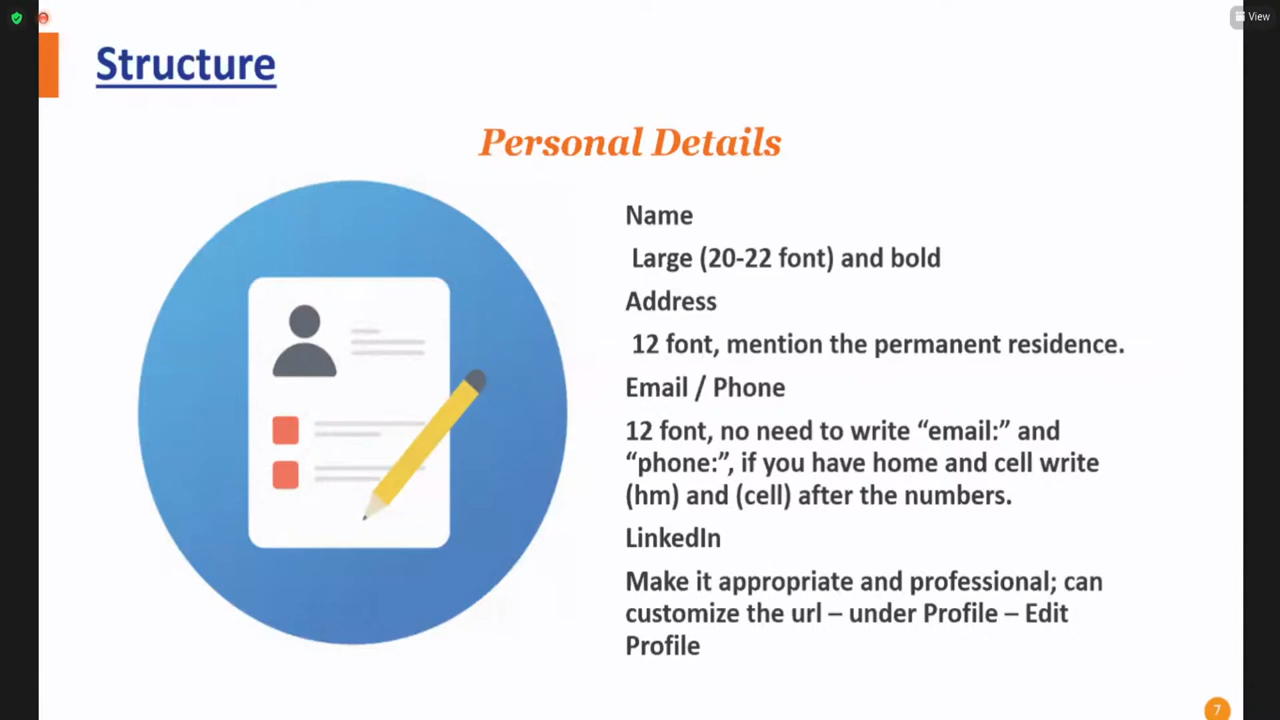 View
Structure
Personal Details
Name
Large (20-22 font) and bold
Address
12 font, mention the permanent residence.
Email / Phone
12 font, no need to write “email:” and
“phone:”, if you have home and cell write
(hm) and (cell) after the numbers.
LinkedIn
Make it appropriate and professional; can
customize the url – under Profile – Edit
Profile
7